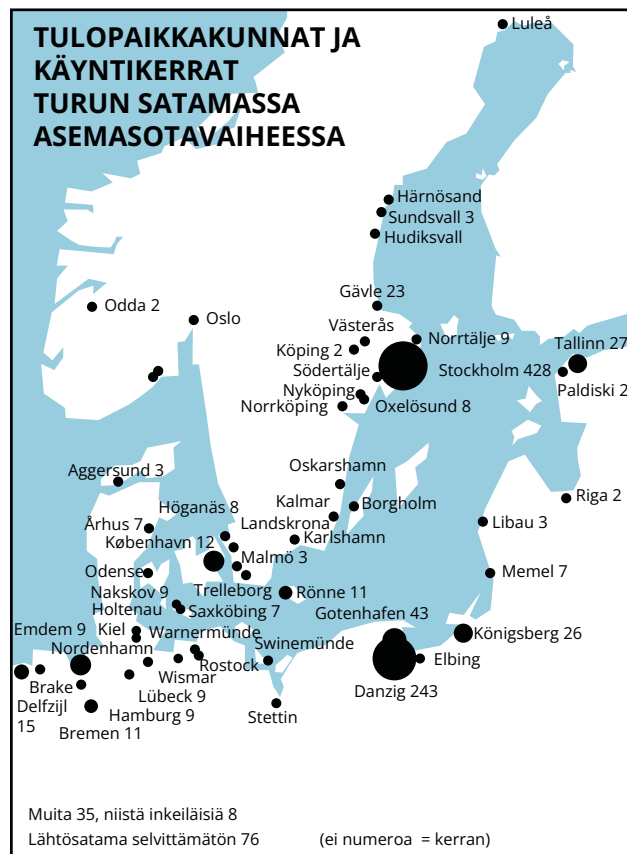 TULOPAIKKAKUNNAT JA
KÄYNTIKERRAT
TURUN SATAMASSA
ASEMASOTAVAIHEESSA
Luleå
Härnösand
Sundsvall 3
Hudiksvall
Gävle 23
Odda 2
Oslo
Västerås
Norrtälje 9
Tallinn 27
Köping 2
Södertälje
Stockholm 428
Paldiski 2
Nyköping
Norrköping
Oxelösund 8
Aggersund 3
Oskarshamn
Riga 2
Höganäs 8
Kalmar
Borgholm
Århus 7
Landskrona
Libau 3
København 12
Karlshamn
Malmö 3
Odense
Memel 7
Nakskov 9
Trelleborg
Rönne 11
Holtenau
Saxköbing 7
Gotenhafen 43
Emdem 9
Kiel
Warnermünde
Königsberg 26
Nordenhamn
Swinemünde
Rostock
Elbing
Wismar
Brake
Lübeck 9
Danzig 243
Delfzijl
15
Hamburg 9
Stettin
Bremen 11
Muita 35, niistä inkeiläisiä 8
Lähtösatama selvittämätön 76 (ei numeroa = kerran)